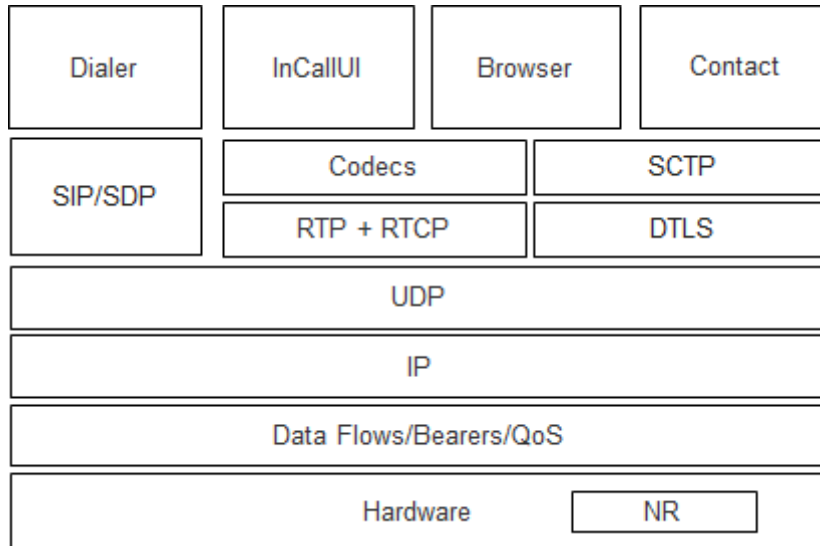 Dialer
InCallUI
Browser
Contact
SIP/SDP
Codecs
SCTP
RTP + RTCP
DTLS
UDP
IP
Data Flows/Bearers/QoS
Hardware
NR